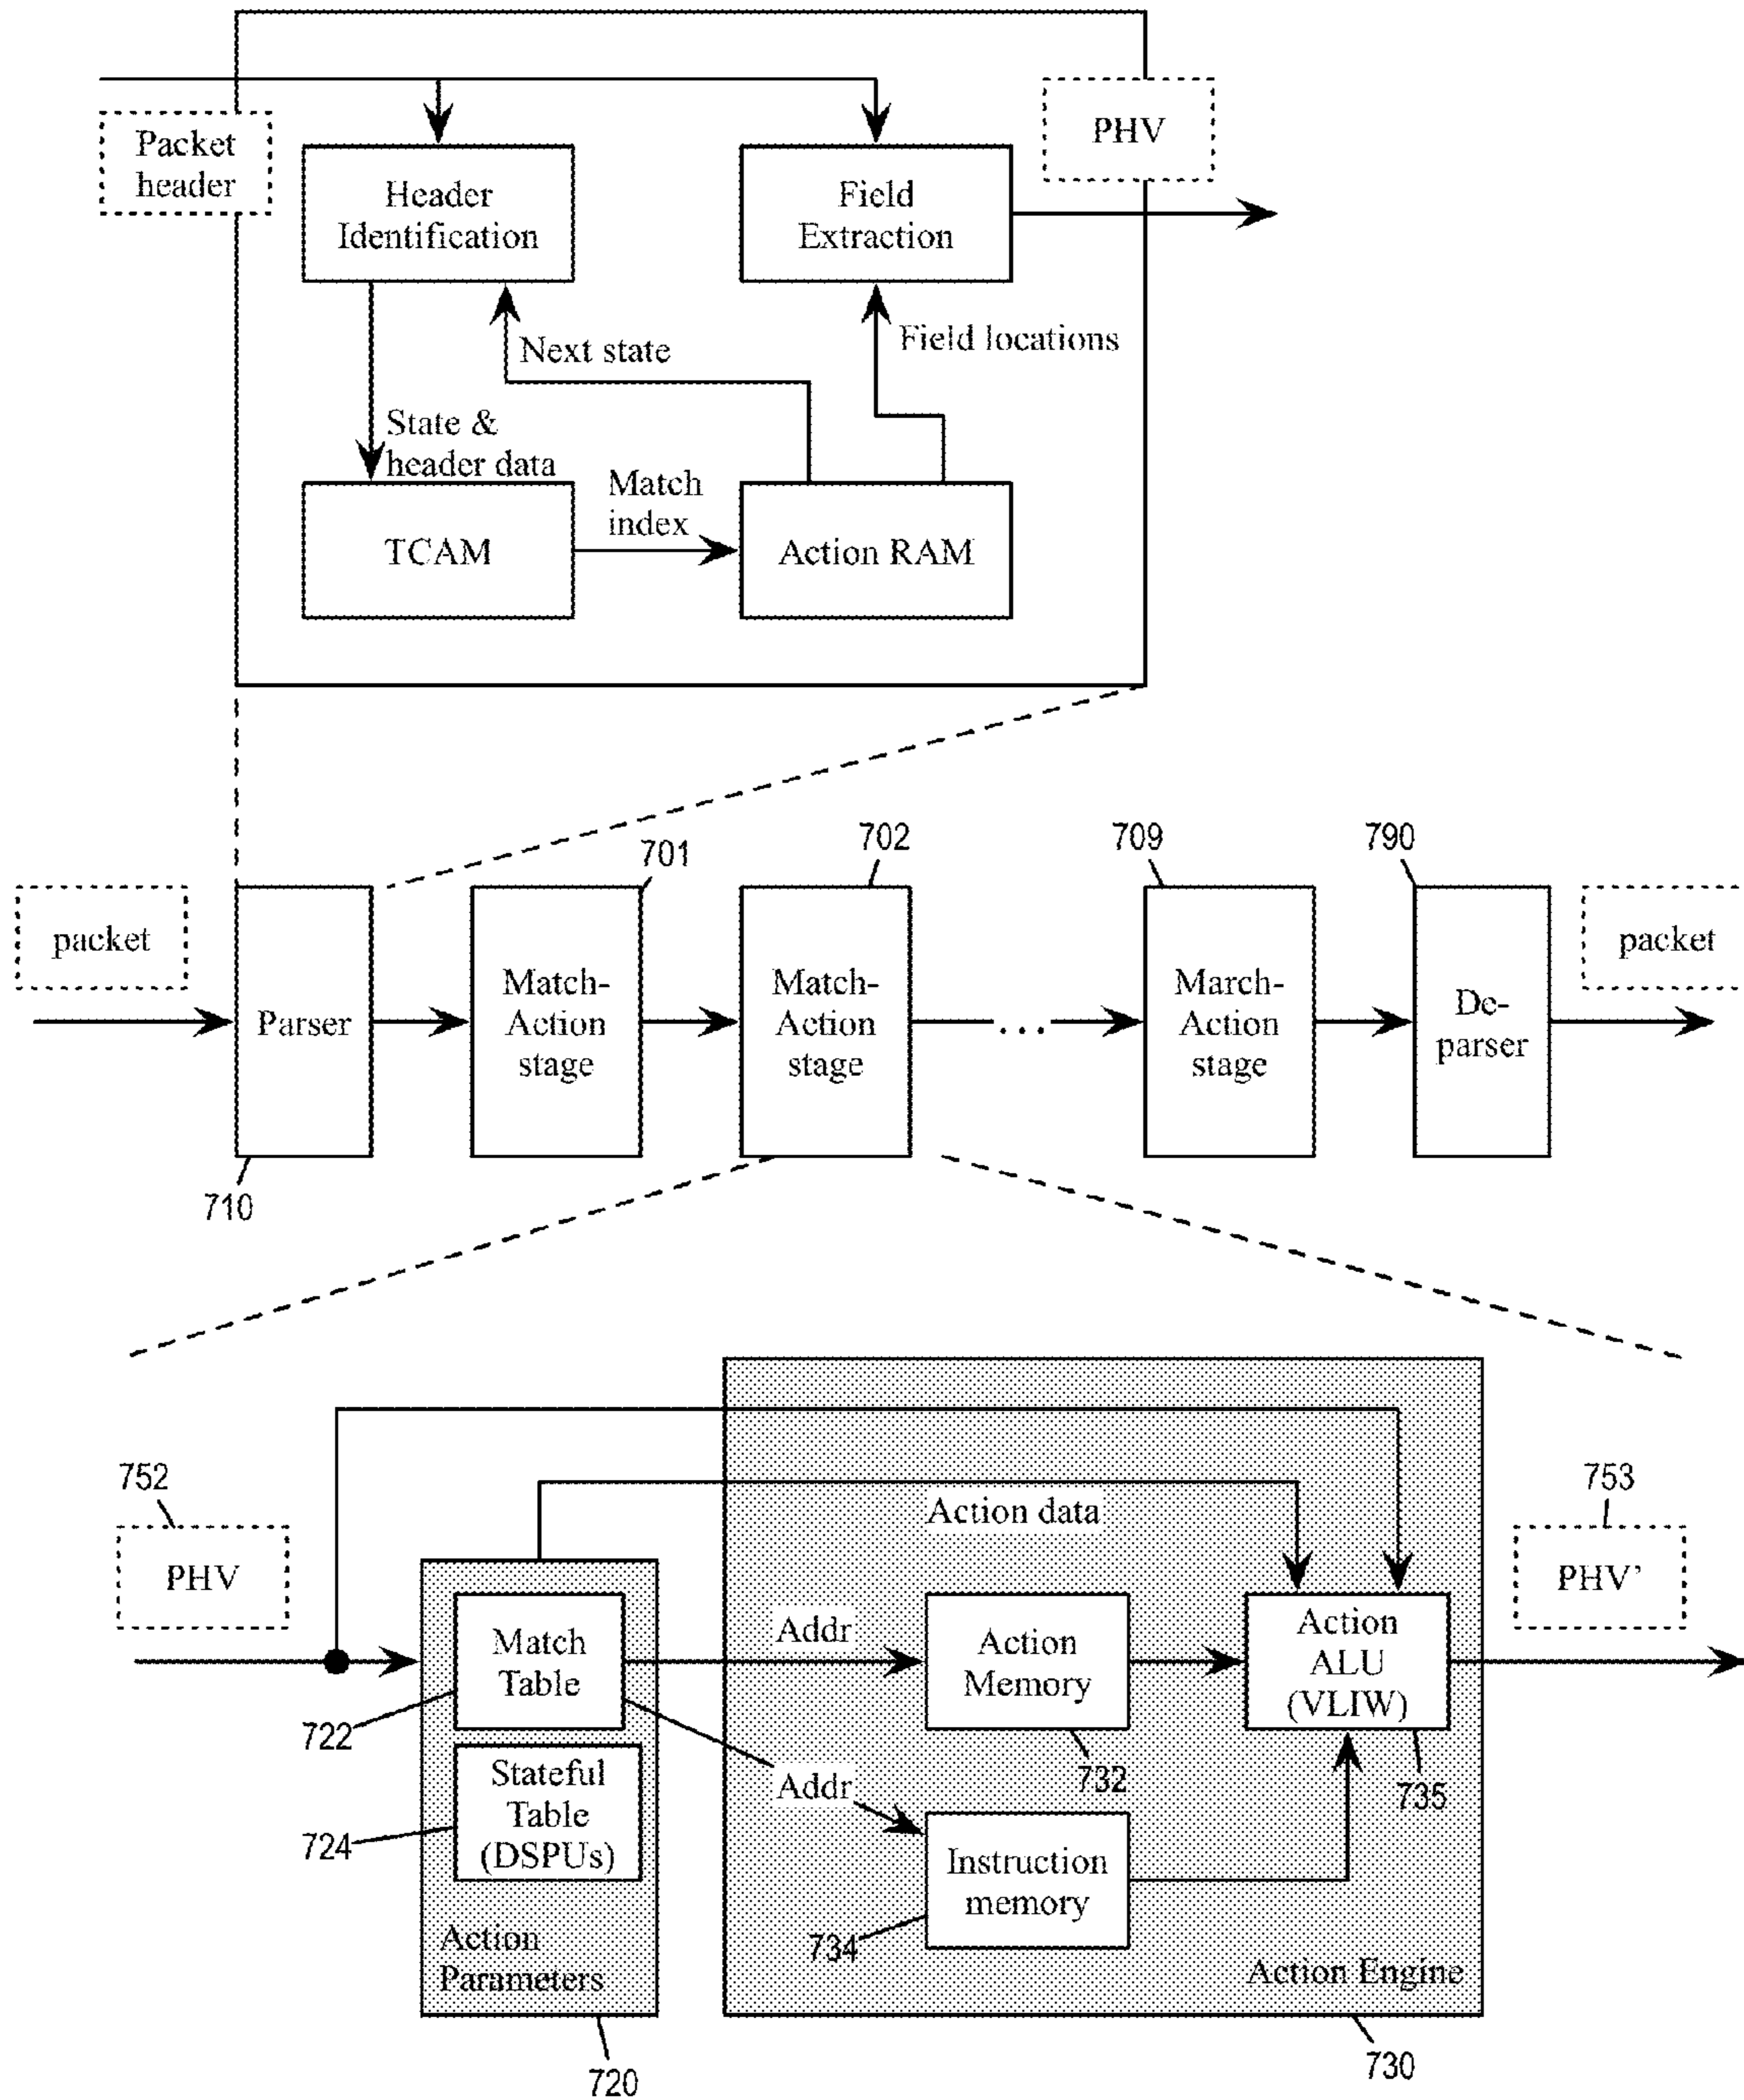 Packet
header
PHV
Header
Identification
Field
Extraction
Next state
Field locations
State &
header data
Match
index
TCAM
Action RAM
701
702
709
790
packet
Parser
Match-
Action
stage
Match-
Action
stage
...
March-
Action
stage
De-
parser
packet
710
752
PHV
Action data
753
PHV'
Match
Table
722
Addr
Action
Memory
732
Action
ALU
(VLIW)
735
Stateful
Table
(DSPUs)
724
Addr
Instruction
memory
734
Action
Parameters
Action Engine
720
730